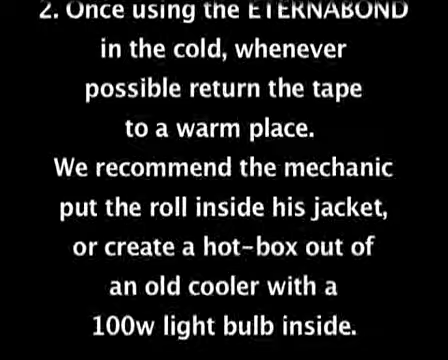 2. Once using the ETERNABOND
in the cold, whenever
possible return the tape
to a warm place.
We recommend the mechanic
put the roll inside his jacket,
or create a hot-box out of
an old cooler with a
100w light bulb inside.